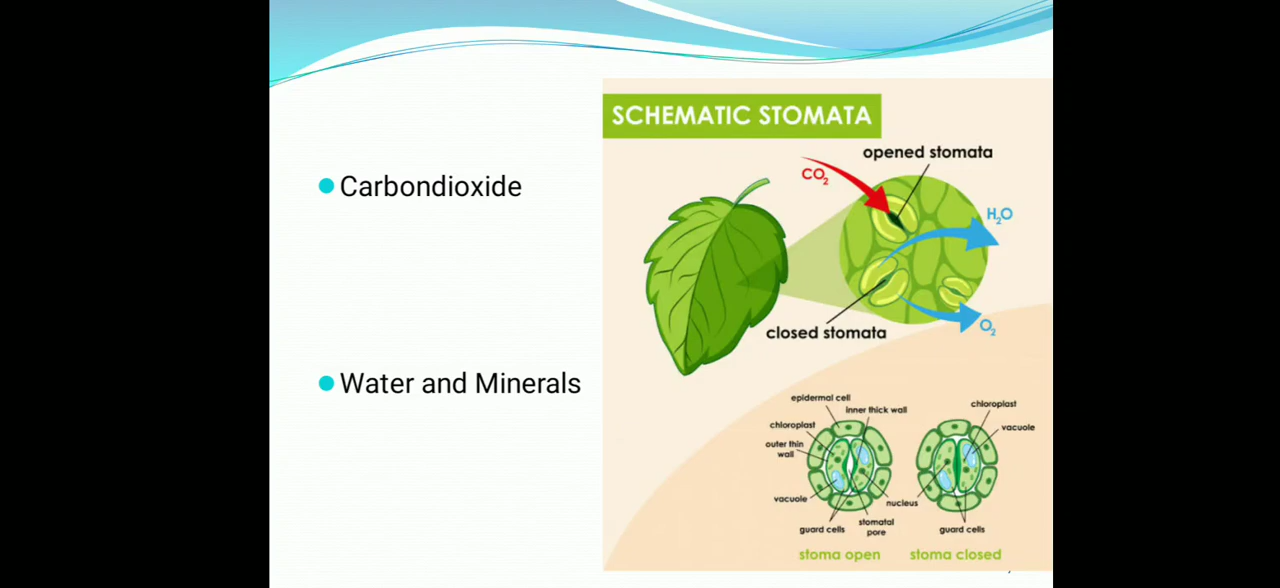 SCHEMATIC STOMATA
opened stomata
CO2
Carbondioxide
H2O
O2
closed stomata
Water and Minerals
epidermal cell
inner thick wall
chloroplast
outer thin
wall
vacuole
nucleus
guard cells
stomatal
pore
stoma open
chloroplast
vacuole
guard cells
stoma closed